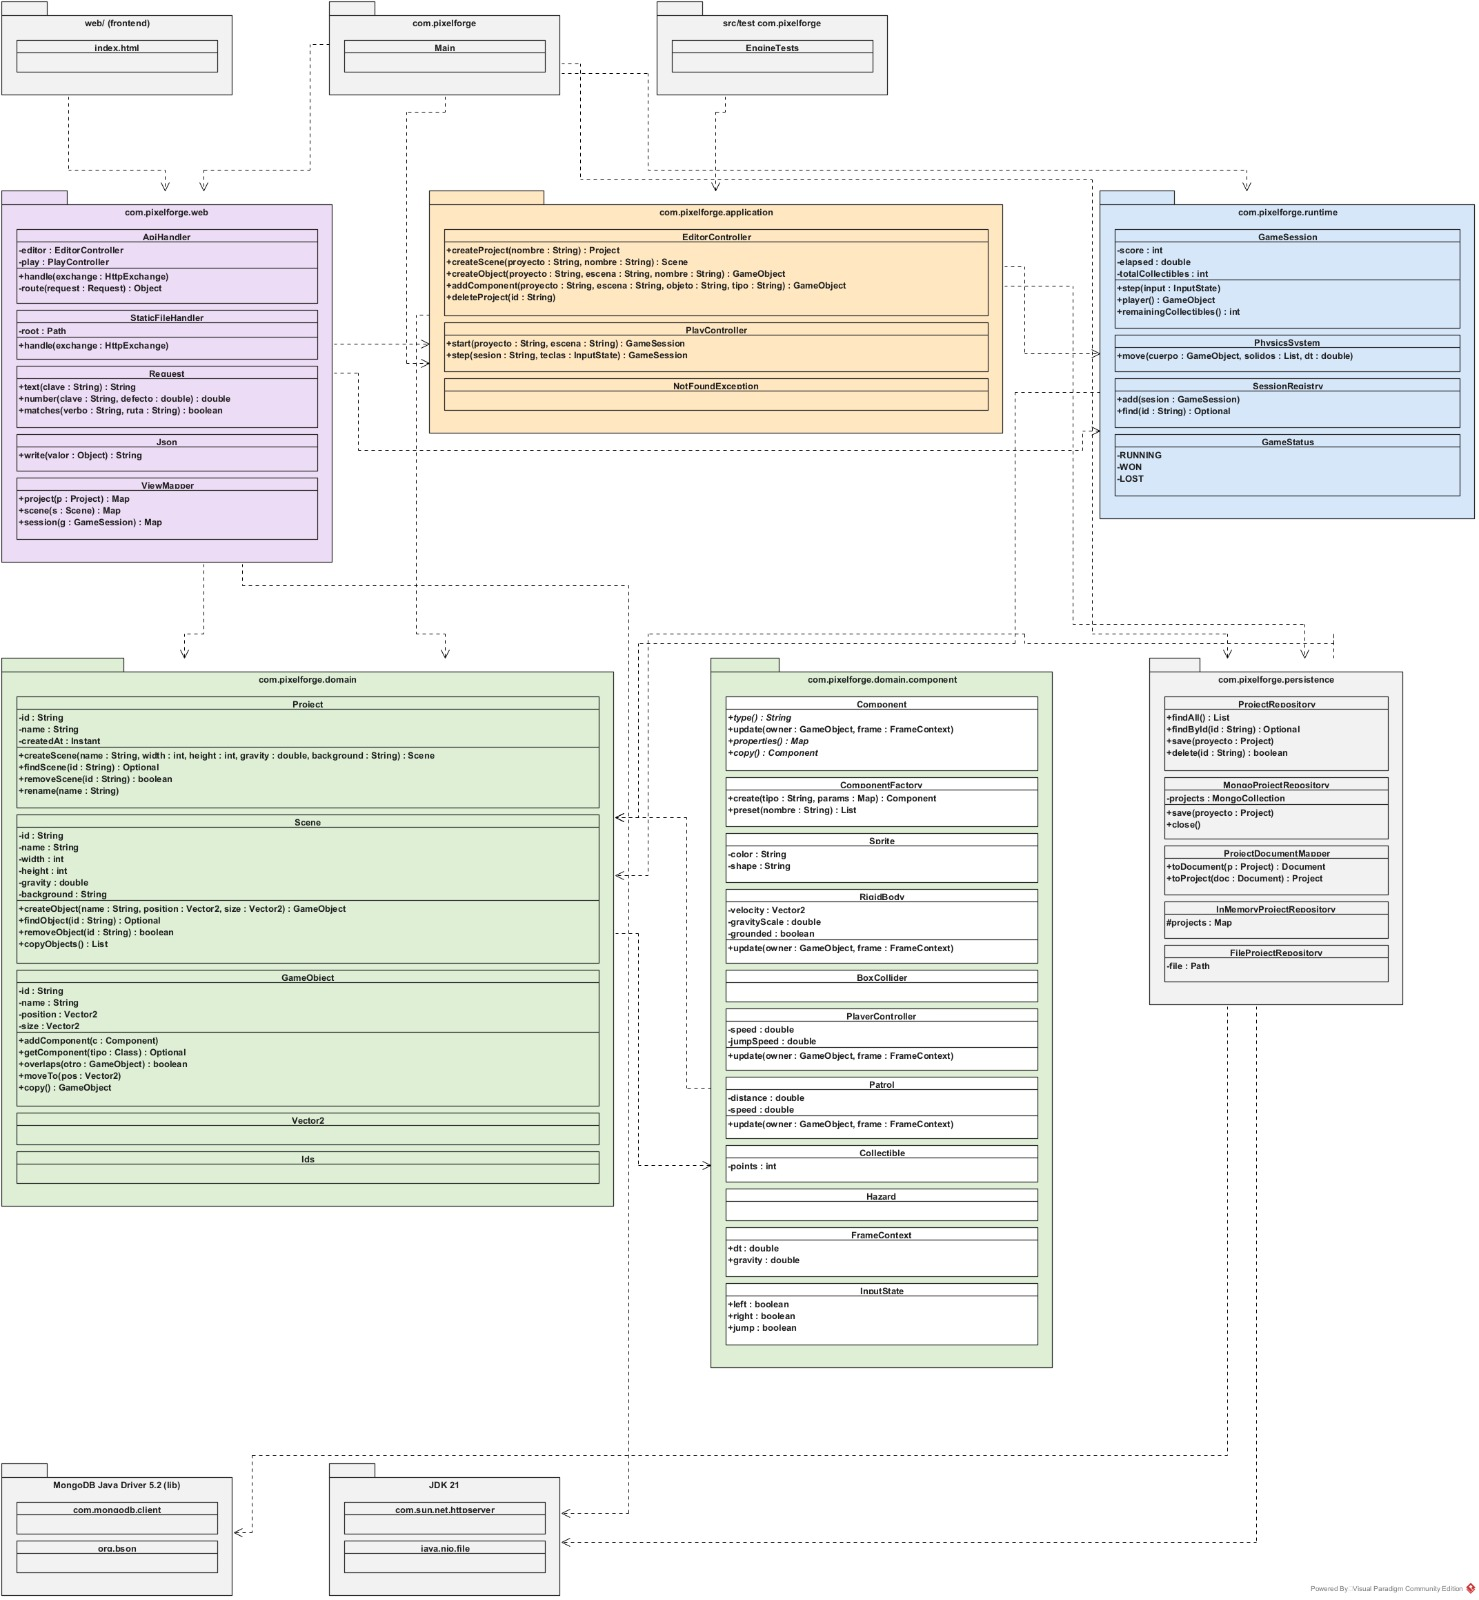 web/ (frontend)
index.html
com.pixelforge
Main
src/test com.pixelforge
EngineTests
com.pixelforge.web
ApiHandler
-editor : EditorController
-play : PlayController
+handle(exchange : HttpExchange)
-route(request : Request) : Object
StaticFileHandler
-root : Path
+handle(exchange : HttpExchange)
Request
+text(clave : String) : String
+number(clave : String, defecto : double) : double
+matches(verbo : String, ruta : String) : boolean
Json
+write(valor : Object) : String
ViewMapper
+project(p : Project) : Map
+scene(s : Scene) : Map
+session(g : GameSession) : Map
com.pixelforge.application
EditorController
+createProject(nombre : String) : Project
+createScene(proyecto : String, nombre : String) : Scene
+createObject(proyecto : String, escena : String, nombre : String) : GameObject
+addComponent(proyecto : String, escena : String, objeto : String, tipo : String) : GameObject
+deleteProject(id : String)
PlayController
+start(proyecto : String, escena : String) : GameSession
+step(sesion : String, teclas : InputState) : GameSession
NotFoundException
com.pixelforge.runtime
GameSession
-score : int
-elapsed : double
-totalCollectibles : int
+step(input : InputState)
+player() : GameObject
+remainingCollectibles() : int
PhysicsSystem
+move(cuerpo : GameObject, solidos : List, dt : double)
SessionRegistry
+add(sesion : GameSession)
+find(id : String) : Optional
GameStatus
-RUNNING
-WON
-LOST
com.pixelforge.domain
Project
-id : String
-name : String
-createdAt : Instant
+createScene(name : String, width : int, height : int, gravity : double, background : String) : Scene
+findScene(id : String) : Optional
+removeScene(id : String) : boolean
+rename(name : String)
Scene
-id : String
-name : String
-width : int
-height : int
-gravity : double
-background : String
+createObject(name : String, position : Vector2, size : Vector2) : GameObject
+findObject(id : String) : Optional
+removeObject(id : String) : boolean
+copyObjects() : List
GameObject
-id : String
-name : String
-position : Vector2
-size : Vector2
+addComponent(c : Component)
+getComponent(tipo : Class) : Optional
+overlaps(otro : GameObject) : boolean
+moveTo(pos : Vector2)
+copy() : GameObject
Vector2
Ids
com.pixelforge.domain.component
Component
+type() : String
+update(owner : GameObject, frame : FrameContext)
+properties() : Map
+copy() : Component
ComponentFactory
+create(tipo : String, params : Map) : Component
+preset(nombre : String) : List
Sprite
-color : String
-shape : String
RigidBody
-velocity : Vector2
-gravityScale : double
-grounded : boolean
+update(owner : GameObject, frame : FrameContext)
BoxCollider
PlayerController
-speed : double
-jumpSpeed : double
+update(owner : GameObject, frame : FrameContext)
Patrol
-distance : double
-speed : double
+update(owner : GameObject, frame : FrameContext)
Collectible
-points : int
Hazard
FrameContext
+dt : double
+gravity : double
InputState
+left : boolean
+right : boolean
+jump : boolean
com.pixelforge.persistence
ProjectRepository
+findAll() : List
+findById(id : String) : Optional
+save(proyecto : Project)
+delete(id : String) : boolean
MongoProjectRepository
-projects : MongoCollection
+save(proyecto : Project)
+close()
ProjectDocumentMapper
+toDocument(p : Project) : Document
+toProject(doc : Document) : Project
InMemoryProjectRepository
#projects : Map
FileProjectRepository
-file : Path
MongoDB Java Driver 5.2 (lib)
com.mongodb.client
org.bson
JDK 21
com.sun.net.httpserver
java.nio.file
Powered By Visual Paradigm Community Edition